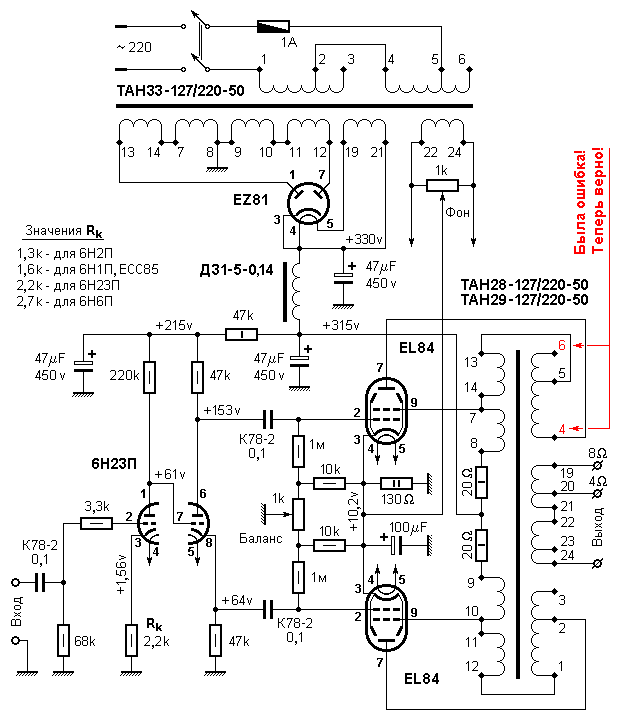 1A
~ 220
1 2 3 4 5 6
ТАН33-127/220-50
13 14 7 8 9 10 11 12 19 21 22 24
1 7
EZ81
3 4 5
1k
Фон
+330v
Была ошибка!
Теперь верно!
Значения Rk
1,3k - для 6Н2П
1,6k - для 6Н1П, ECC85
2,2k - для 6Н23П
2,7k - для 6Н6П
Д31-5-0,14
47µF
450 v
ТАН28-127/220-50
ТАН29-127/220-50
+215v
47k
+315v
47µF
450 v
47µF
450 v
220k
47k
EL84
7
9
2
3 4 5
13
14
7
8
6
5
4
+153v
К78-2
0,1
1м
10k
130Ω
+10,2v
20Ω
20Ω
6Н23П
+61v
1 6
2 7
3 4 5 8
3,3k
К78-2
0,1
1k
Баланс
10k
100µF
19
20
21
22
23
24
8Ω
4Ω
Выход
+1,56v
Вход
68k
Rk
2,2k
+64v
47k
К78-2
0,1
1м
3 4 5
2
9
7
EL84
9
10
11
12
3
2
1